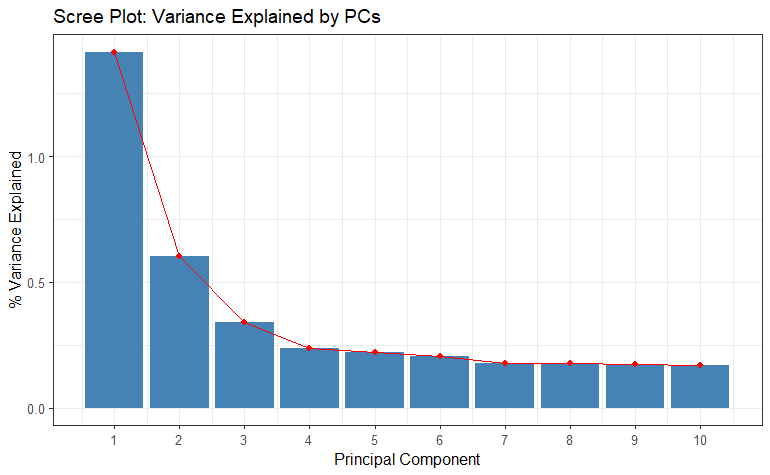 Scree Plot: Variance Explained by PCs
% Variance Explained
1.0
0.5
0.0
1 2 3 4 5 6 7 8 9 10
Principal Component